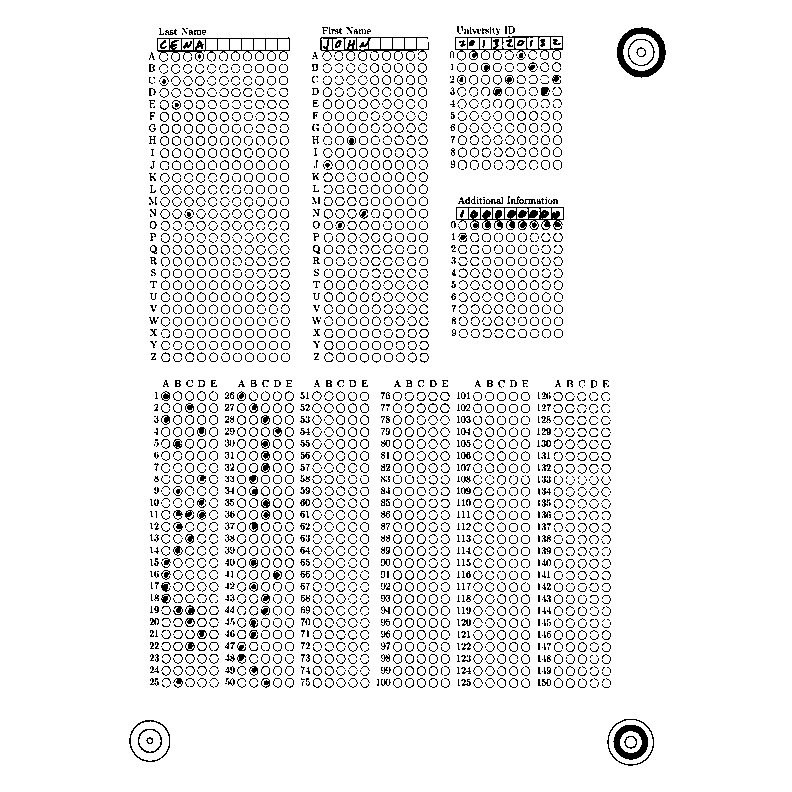 Last Name First Name University ID
CENA JOHN 201320132
A A 0
B B 1
C C 2
D D 3
E E 4
F F 5
G G 6
H H 7
I I 8
J J 9
K K
L L
M M Additional Information
N N 1 0 0 0 0 0 0 0 0
O O 0
P P 1
Q Q 2
R R 3
S S 4
T T 5
U U 6
V V 7
W W 8
X X 9
Y Y
Z Z
A B C D E A B C D E A B C D E A B C D E A B C D E A B C D E
1 26 51 76 101 126
2 27 52 77 102 127
3 28 53 78 103 128
4 29 54 79 104 129
5 30 55 80 105 130
6 31 56 81 106 131
7 32 57 82 107 132
8 33 58 83 108 133
9 34 59 84 109 134
10 35 60 85 110 135
11 36 61 86 111 136
12 37 62 87 112 137
13 38 63 88 113 138
14 39 64 89 114 139
15 40 65 90 115 140
16 41 66 91 116 141
17 42 67 92 117 142
18 43 68 93 118 143
19 44 69 94 119 144
20 45 70 95 120 145
21 46 71 96 121 146
22 47 72 97 122 147
23 48 73 98 123 148
24 49 74 99 124 149
25 50 75 100 125 150